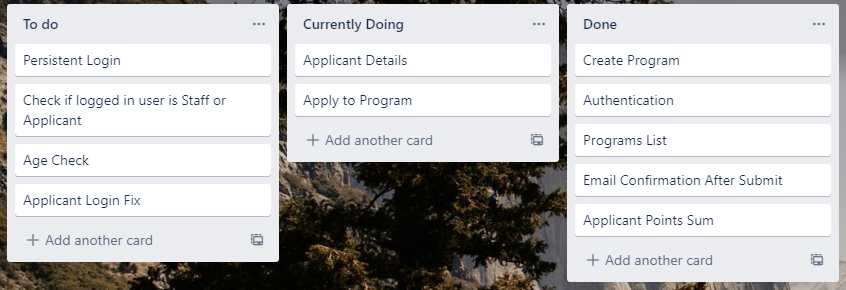 To do
Persistent Login
Check if logged in user is Staff or
Applicant
Age Check
Applicant Login Fix
+ Add another card
Currently Doing
Applicant Details
Apply to Program
+ Add another card
Done
Create Program
Authentication
Programs List
Email Confirmation After Submit
Applicant Points Sum
+ Add another card